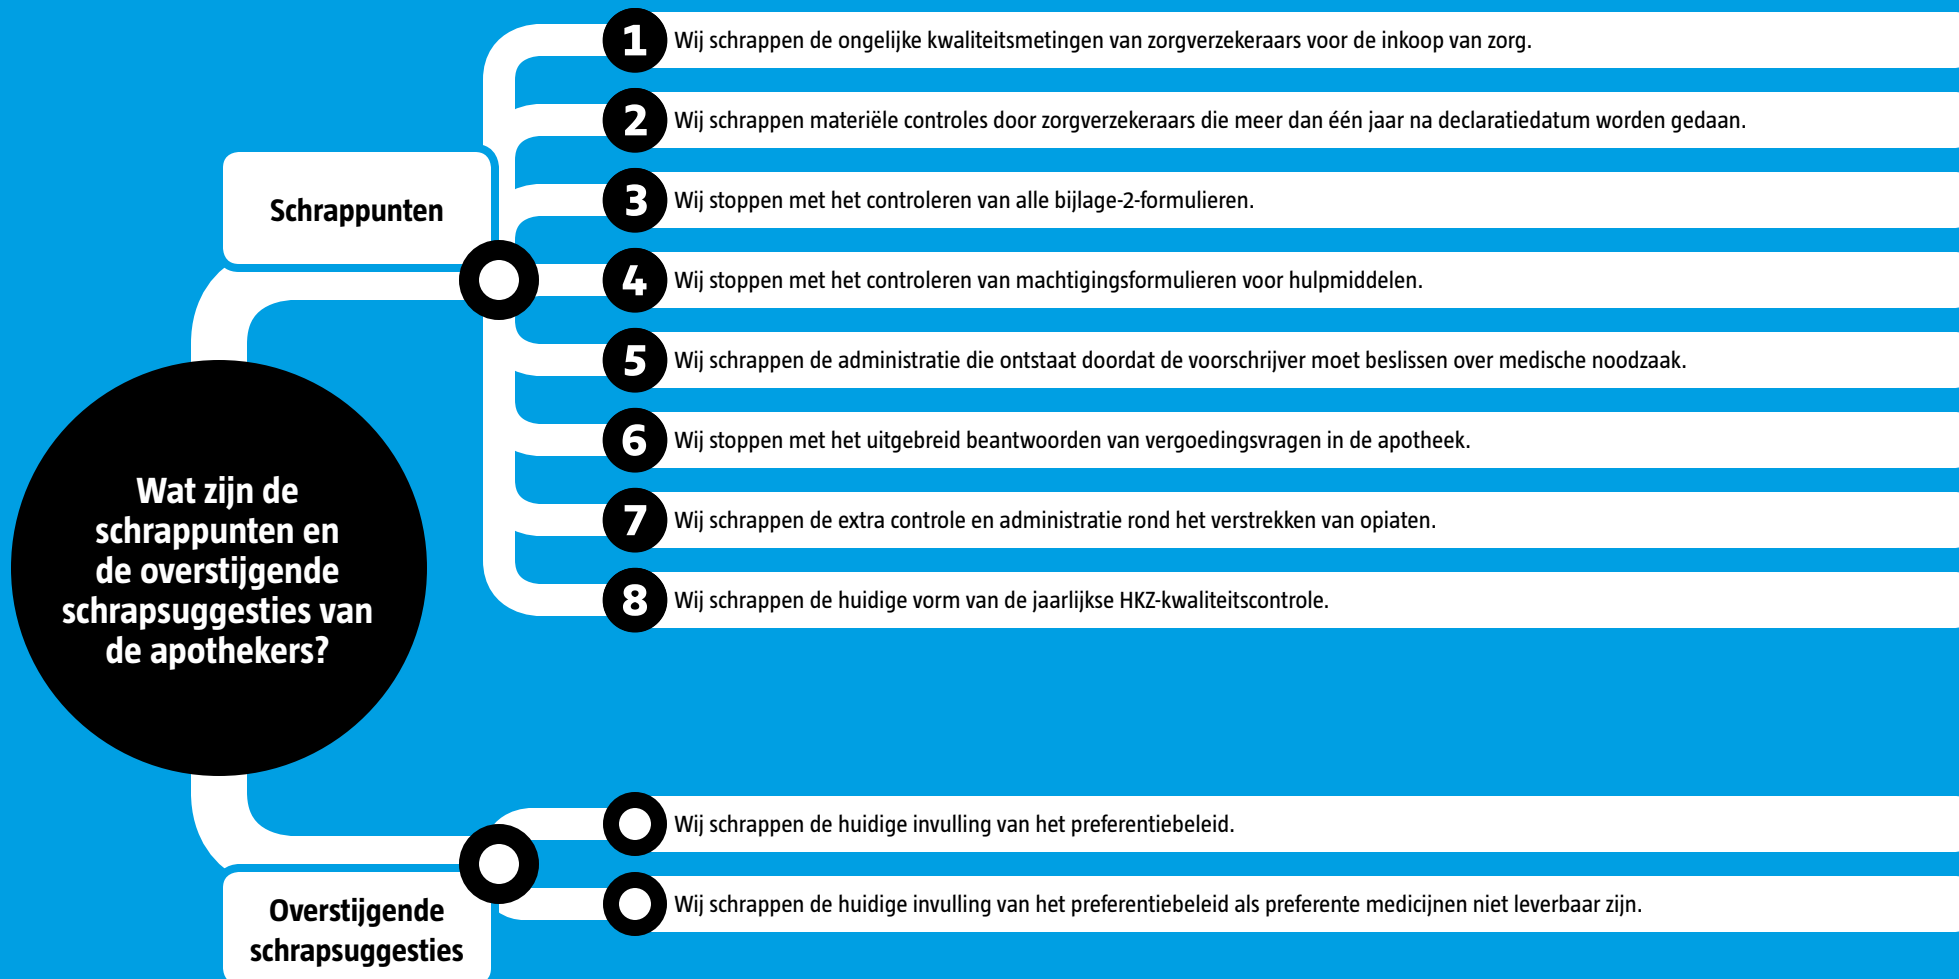 Wat zijn de
schrappunten en
de overstijgende
schrapsuggesties van
de apothekers?
Schrappunten
1 Wij schrappen de ongelijke kwaliteitsmetingen van zorgverzekeraars voor de inkoop van zorg.
2 Wij schrappen materiële controles door zorgverzekeraars die meer dan één jaar na declaratiedatum worden gedaan.
3 Wij stoppen met het controleren van alle bijlage-2-formulieren.
4 Wij stoppen met het controleren van machtigingsformulieren voor hulpmiddelen.
5 Wij schrappen de administratie die ontstaat doordat de voorschrijver moet beslissen over medische noodzaak.
6 Wij stoppen met het uitgebreid beantwoorden van vergoedingsvragen in de apotheek.
7 Wij schrappen de extra controle en administratie rond het verstrekken van opiaten.
8 Wij schrappen de huidige vorm van de jaarlijkse HKZ-kwaliteitscontrole.
Overstijgende
schrapsuggesties
Wij schrappen de huidige invulling van het preferentiebeleid.
Wij schrappen de huidige invulling van het preferentiebeleid als preferente medicijnen niet leverbaar zijn.